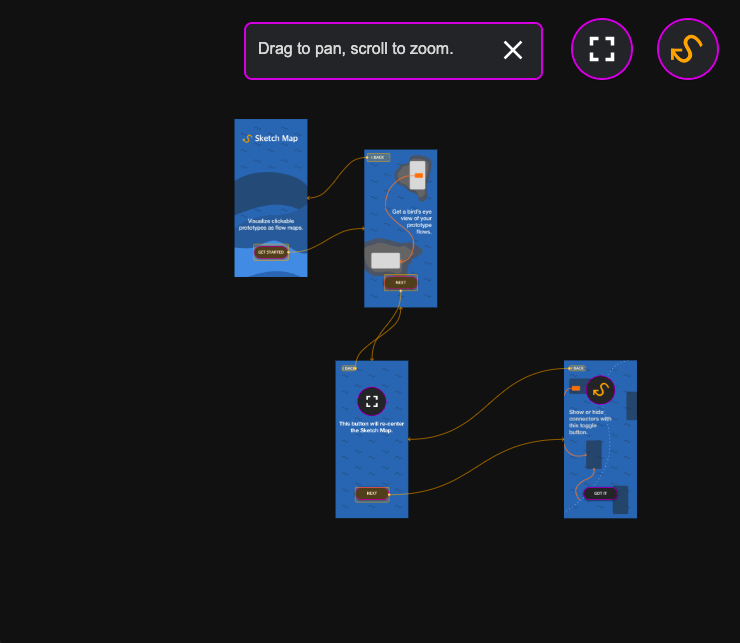 Drag to pan, scroll to zoom.
Sketch Map
Visualize clickable
prototypes as flow maps.
GET STARTED
‹ BACK
Get a bird's eye
view of your
prototype
flows.
NEXT
‹ BACK
This button will re-center
the Sketch Map.
NEXT
‹ BACK
Show or hide
connectors with
this toggle
button.
GOT IT